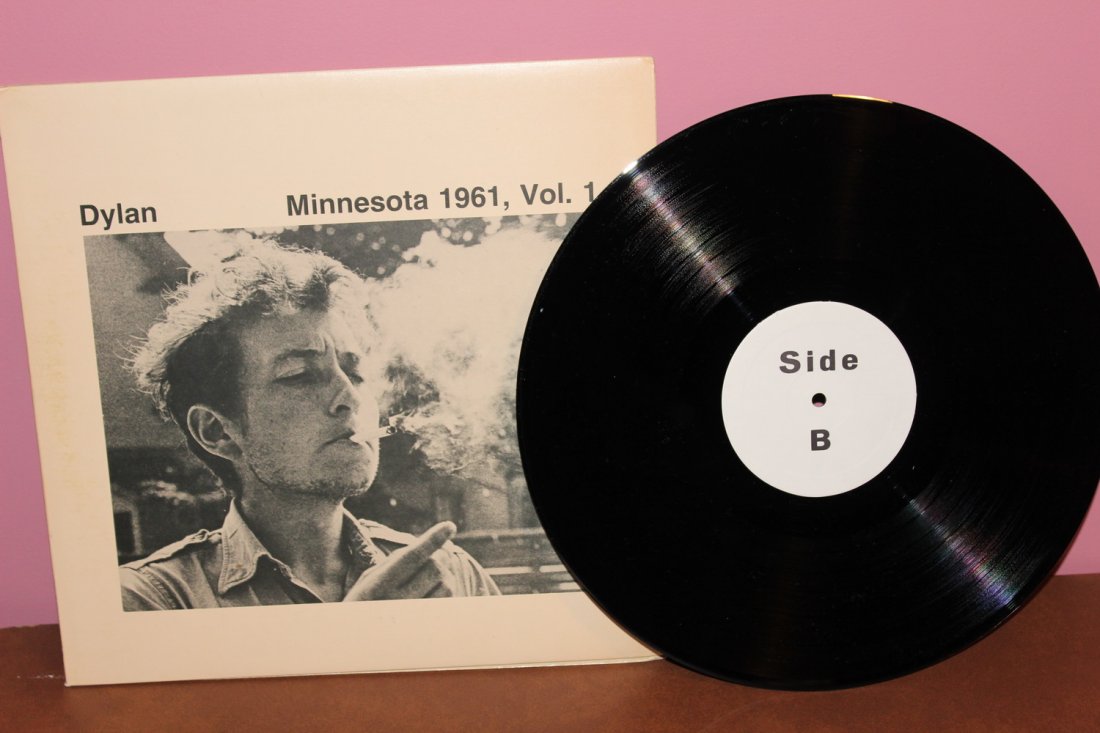 Dylan Minnesota 1961, Vol. 1
Side
B